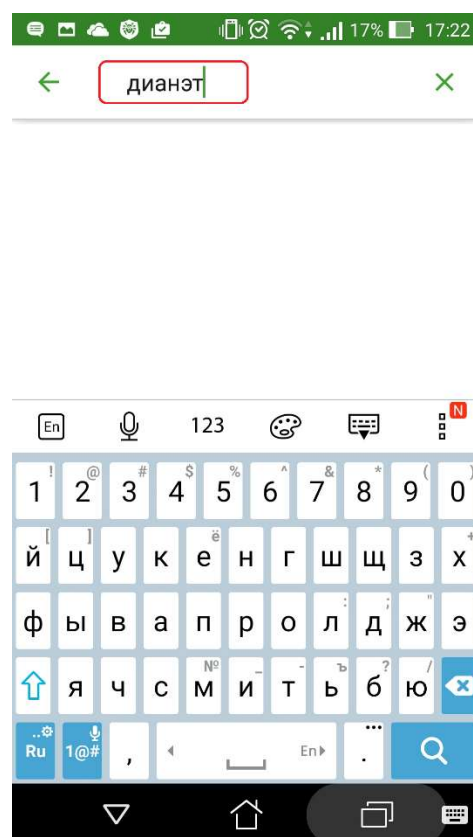 17% 17:22
дианэт
En 123 N
! @ # $ % ^ & * ( )
1 2 3 4 5 6 7 8 9 0
[ ] ё +
й ц у к е н г ш щ з х
: ; "
ф ы в а п р о л д ж э
№ _ - ъ ? /
я ч с м и т ь б ю
Ru 1@# , En .